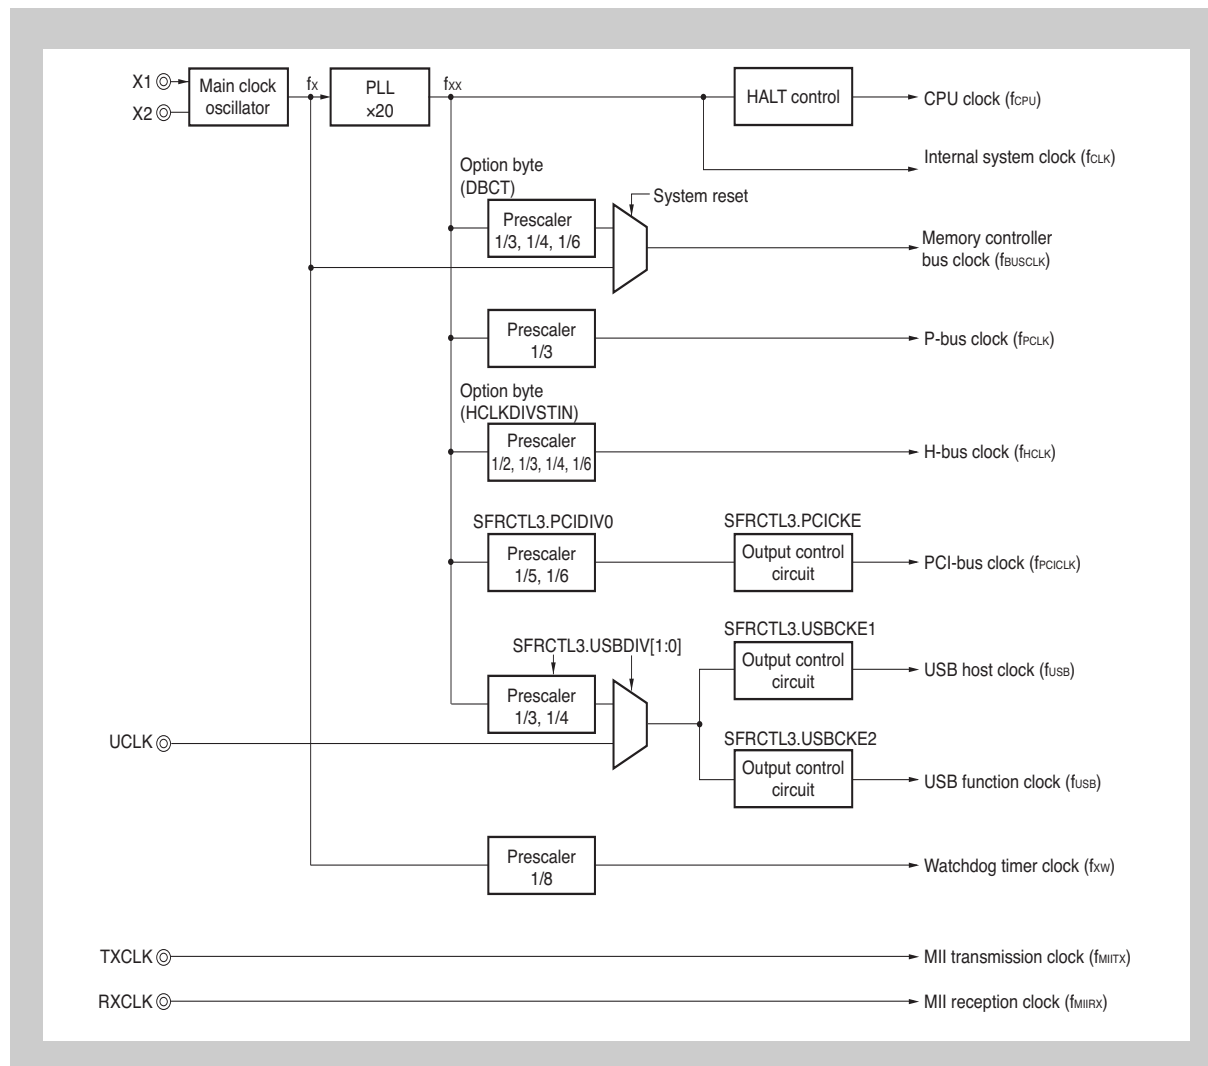 X1
X2
Main clock
oscillator
fX
PLL
×20
fXX
HALT control
CPU clock (fCPU)
Internal system clock (fCLK)
Option byte
(DBCT)
Prescaler
1/3, 1/4, 1/6
System reset
Memory controller
bus clock (fBUSCLK)
Prescaler
1/3
P-bus clock (fPCLK)
Option byte
(HCLKDIVSTIN)
Prescaler
1/2, 1/3, 1/4, 1/6
H-bus clock (fHCLK)
SFRCTL3.PCIDIV0
Prescaler
1/5, 1/6
SFRCTL3.PCICKE
Output control
circuit
PCI-bus clock (fPCICLK)
SFRCTL3.USBDIV[1:0]
Prescaler
1/3, 1/4
UCLK
SFRCTL3.USBCKE1
Output control
circuit
USB host clock (fUSB)
SFRCTL3.USBCKE2
Output control
circuit
USB function clock (fUSB)
Prescaler
1/8
Watchdog timer clock (fXW)
TXCLK
MII transmission clock (fMIITX)
RXCLK
MII reception clock (fMIIRX)